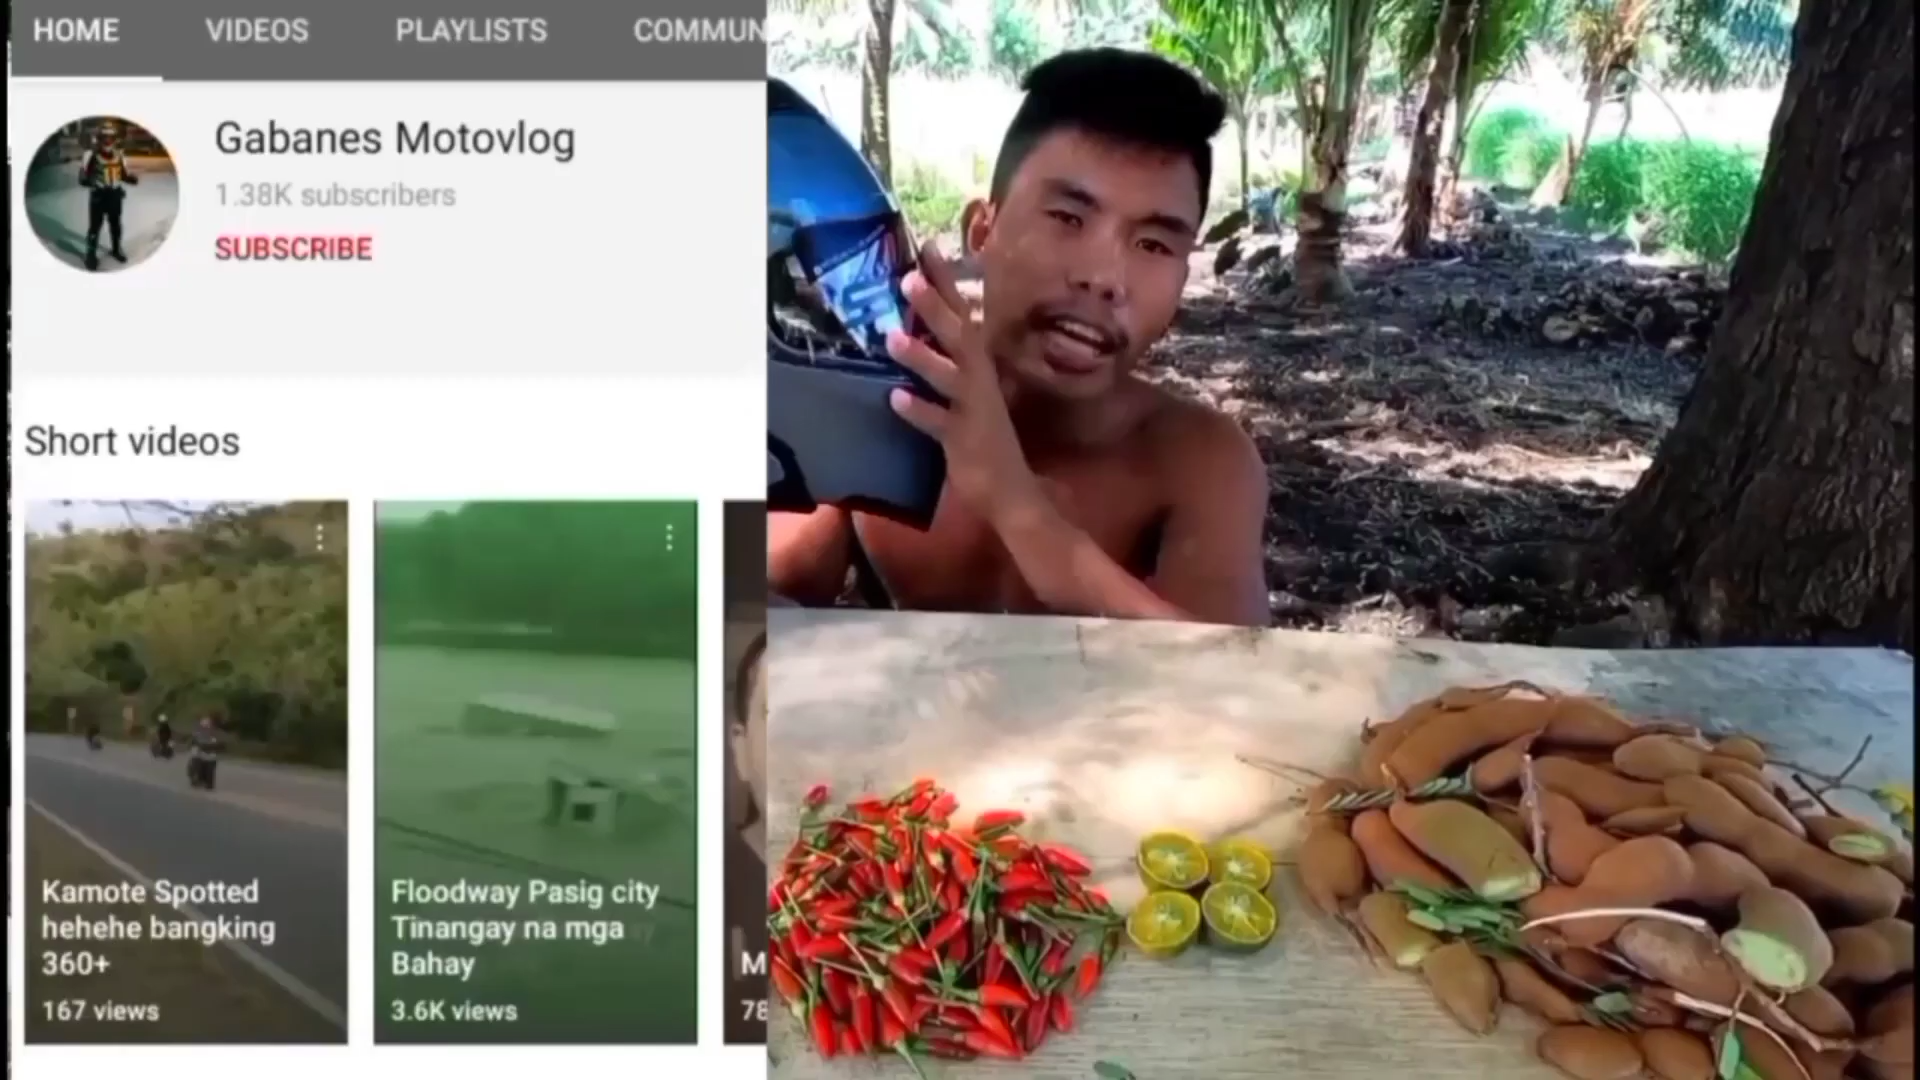 HOME VIDEOS PLAYLISTS COMMUN
Gabanes Motovlog
1.38K subscribers
SUBSCRIBE
Short videos
Kamote Spotted
hehehe bangking
360+
167 views
Floodway Pasig city
Tinangay na mga
Bahay
3.6K views
M
78